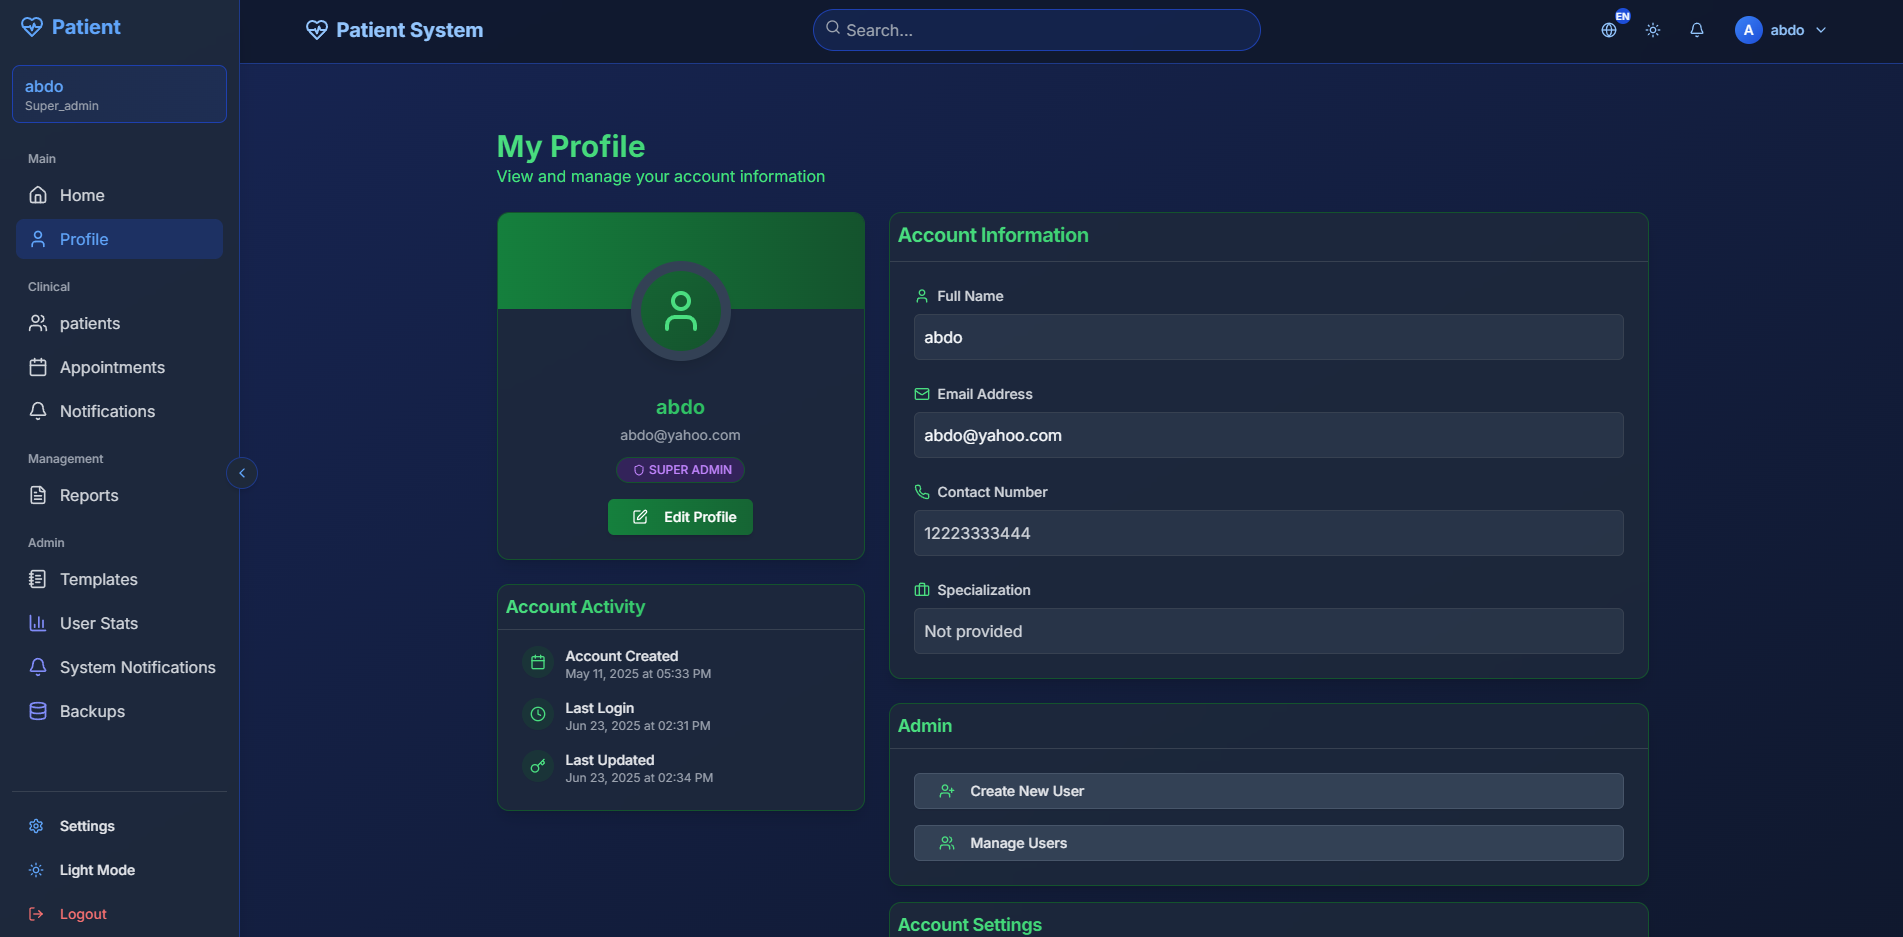 Patient
abdo
Super_admin
Main
Home
Profile
Clinical
patients
Appointments
Notifications
Management
Reports
Admin
Templates
User Stats
System Notifications
Backups
Settings
Light Mode
Logout
Patient System
Search...
EN
A
abdo
My Profile
View and manage your account information
abdo
abdo@yahoo.com
SUPER ADMIN
Edit Profile
Account Activity
Account Created
May 11, 2025 at 05:33 PM
Last Login
Jun 23, 2025 at 02:31 PM
Last Updated
Jun 23, 2025 at 02:34 PM
Account Information
Full Name
abdo
Email Address
abdo@yahoo.com
Contact Number
12223333444
Specialization
Not provided
Admin
Create New User
Manage Users
Account Settings